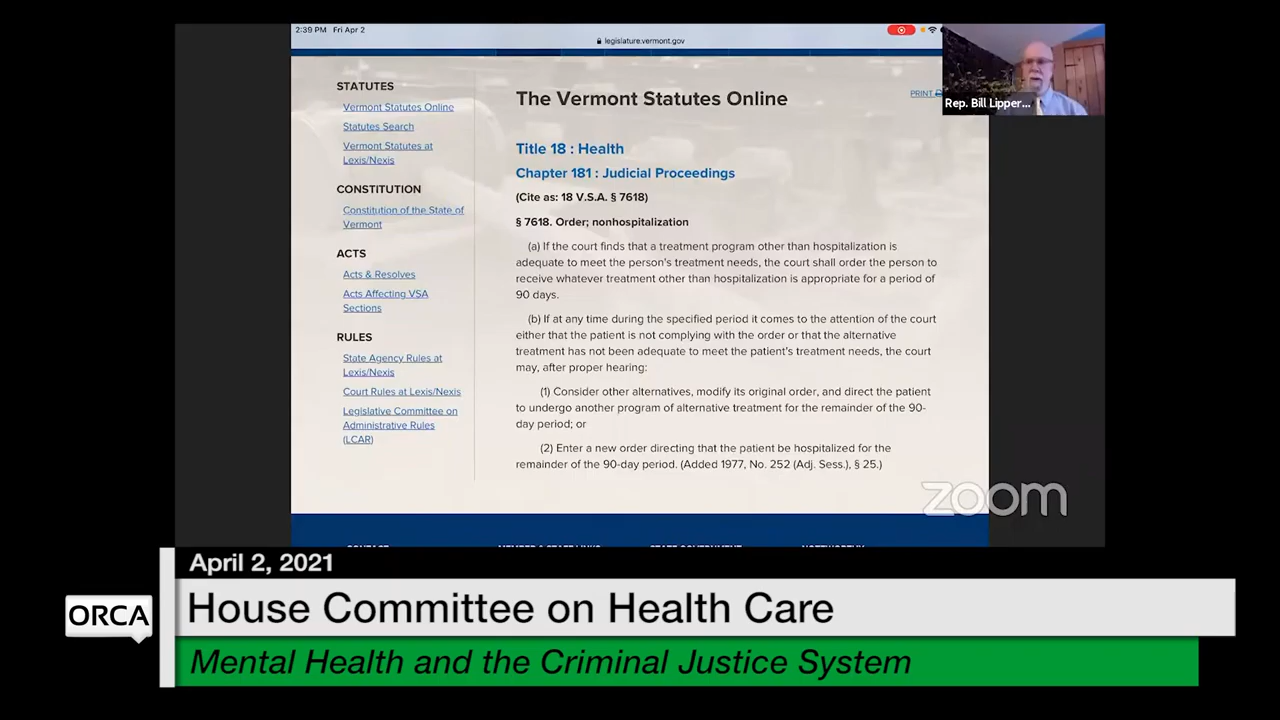 2:39 PM Fri Apr 2
legislature.vermont.gov
STATUTES
Vermont Statutes Online
Statutes Search
Vermont Statutes at
Lexis/Nexis
CONSTITUTION
Constitution of the State of
Vermont
ACTS
Acts & Resolves
Acts Affecting VSA
Sections
RULES
State Agency Rules at
Lexis/Nexis
Court Rules at Lexis/Nexis
Legislative Committee on
Administrative Rules
(LCAR)
The Vermont Statutes Online
PRINT
Title 18 : Health
Chapter 181 : Judicial Proceedings
(Cite as: 18 V.S.A. § 7618)
§ 7618. Order; nonhospitalization
(a) If the court finds that a treatment program other than hospitalization is
adequate to meet the person's treatment needs, the court shall order the person to
receive whatever treatment other than hospitalization is appropriate for a period of
90 days.
(b) If at any time during the specified period it comes to the attention of the court
either that the patient is not complying with the order or that the alternative
treatment has not been adequate to meet the patient's treatment needs, the court
may, after proper hearing:
(1) Consider other alternatives, modify its original order, and direct the patient
to undergo another program of alternative treatment for the remainder of the 90-
day period; or
(2) Enter a new order directing that the patient be hospitalized for the
remainder of the 90-day period. (Added 1977, No. 252 (Adj. Sess.), § 25.)
Rep. Bill Lipper...
zoom
April 2, 2021
ORCA
House Committee on Health Care
Mental Health and the Criminal Justice System